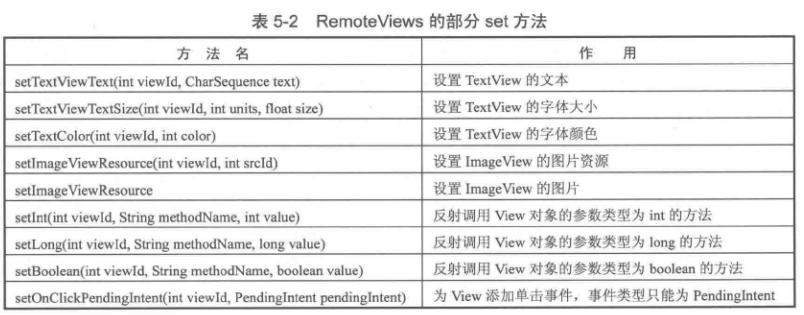 表 5-2 RemoteViews 的部分 set 方法
方 法 名 作 用
setTextViewText(int viewId, CharSequence text) 设置 TextView 的文本
setTextViewTextSize(int viewId, int units, float size) 设置 TextView 的字体大小
setTextColor(int viewId, int color) 设置 TextView 的字体颜色
setImageViewResource(int viewId, int srcId) 设置 ImageView 的图片资源
setImageViewResource 设置 ImageView 的图片
setInt(int viewId, String methodName, int value) 反射调用 View 对象的参数类型为 int 的方法
setLong(int viewId, String methodName, long value) 反射调用 View 对象的参数类型为 long 的方法
setBoolean(int viewId, String methodName, boolean value) 反射调用 View 对象的参数类型为 boolean 的方法
setOnClickPendingIntent(int viewId, PendingIntent pendingIntent) 为 View 添加单击事件，事件类型只能为 PendingIntent